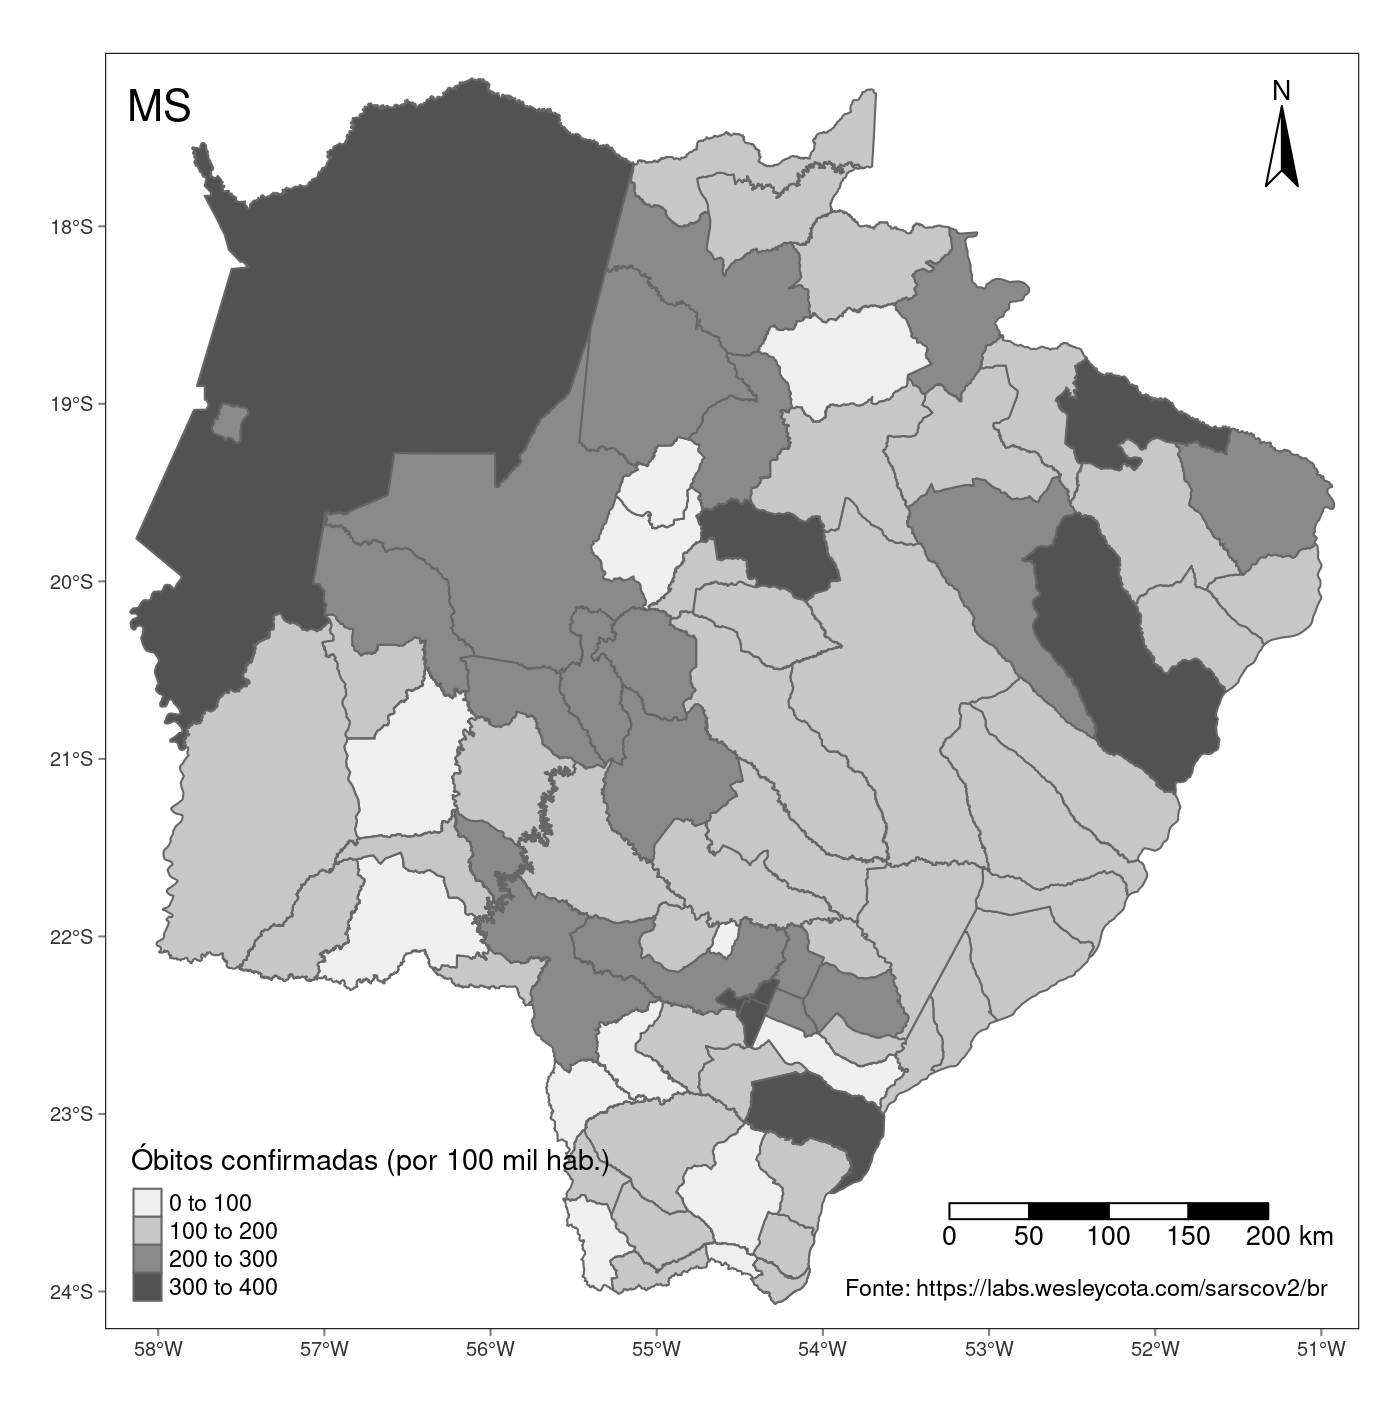 MS
N
18°S
19°S
20°S
21°S
22°S
23°S
24°S
Óbitos confirmadas (por 100 mil hab.)
0 to 100
100 to 200
200 to 300
300 to 400
0 50 100 150 200 km
Fonte: https://labs.wesleycota.com/sarscov2/br
58°W 57°W 56°W 55°W 54°W 53°W 52°W 51°W